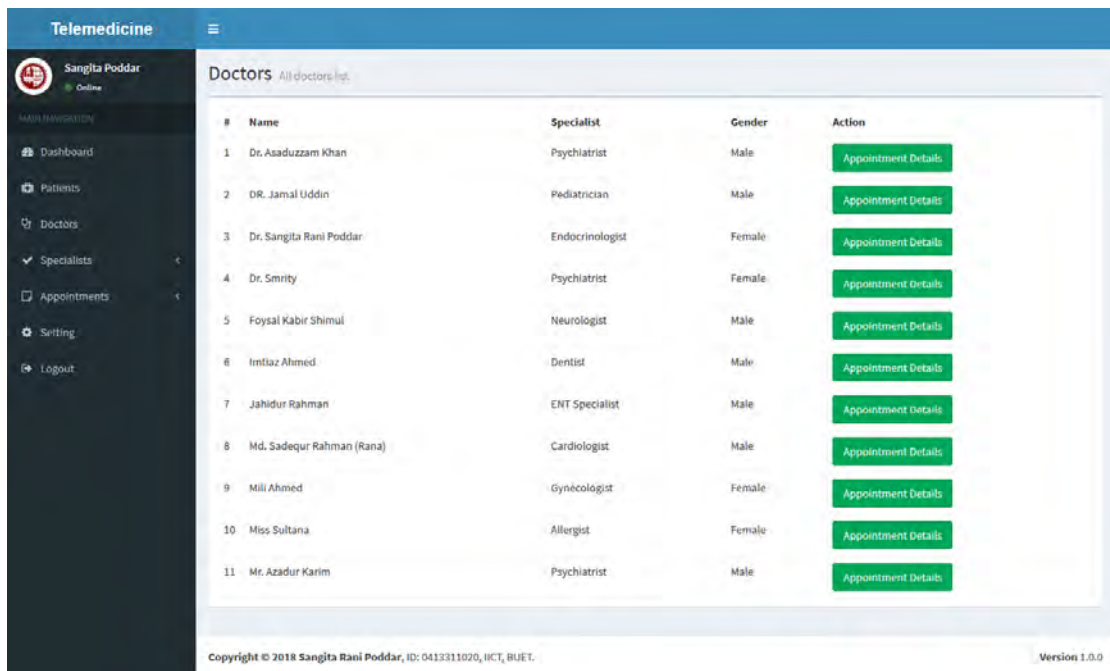 Telemedicine
Sangita Poddar
Online
MAIN NAVIGATION
Dashboard
Patients
Doctors
Specialists
Appointments
Setting
Logout
Doctors All doctors list.
# Name Specialist Gender Action
1 Dr. Asaduzzam Khan Psychiatrist Male Appointment Details
2 DR. Jamal Uddin Pediatrician Male Appointment Details
3 Dr. Sangita Rani Poddar Endocrinologist Female Appointment Details
4 Dr. Smrity Psychiatrist Female Appointment Details
5 Foysal Kabir Shimul Neurologist Male Appointment Details
6 Imtiaz Ahmed Dentist Male Appointment Details
7 Jahidur Rahman ENT Specialist Male Appointment Details
8 Md. Sadequr Rahman (Rana) Cardiologist Male Appointment Details
9 Mili Ahmed Gynecologist Female Appointment Details
10 Miss Sultana Allergist Female Appointment Details
11 Mr. Azadur Karim Psychiatrist Male Appointment Details
Copyright © 2018 Sangita Rani Poddar, ID: 0413311020, IICT, BUET. Version 1.0.0